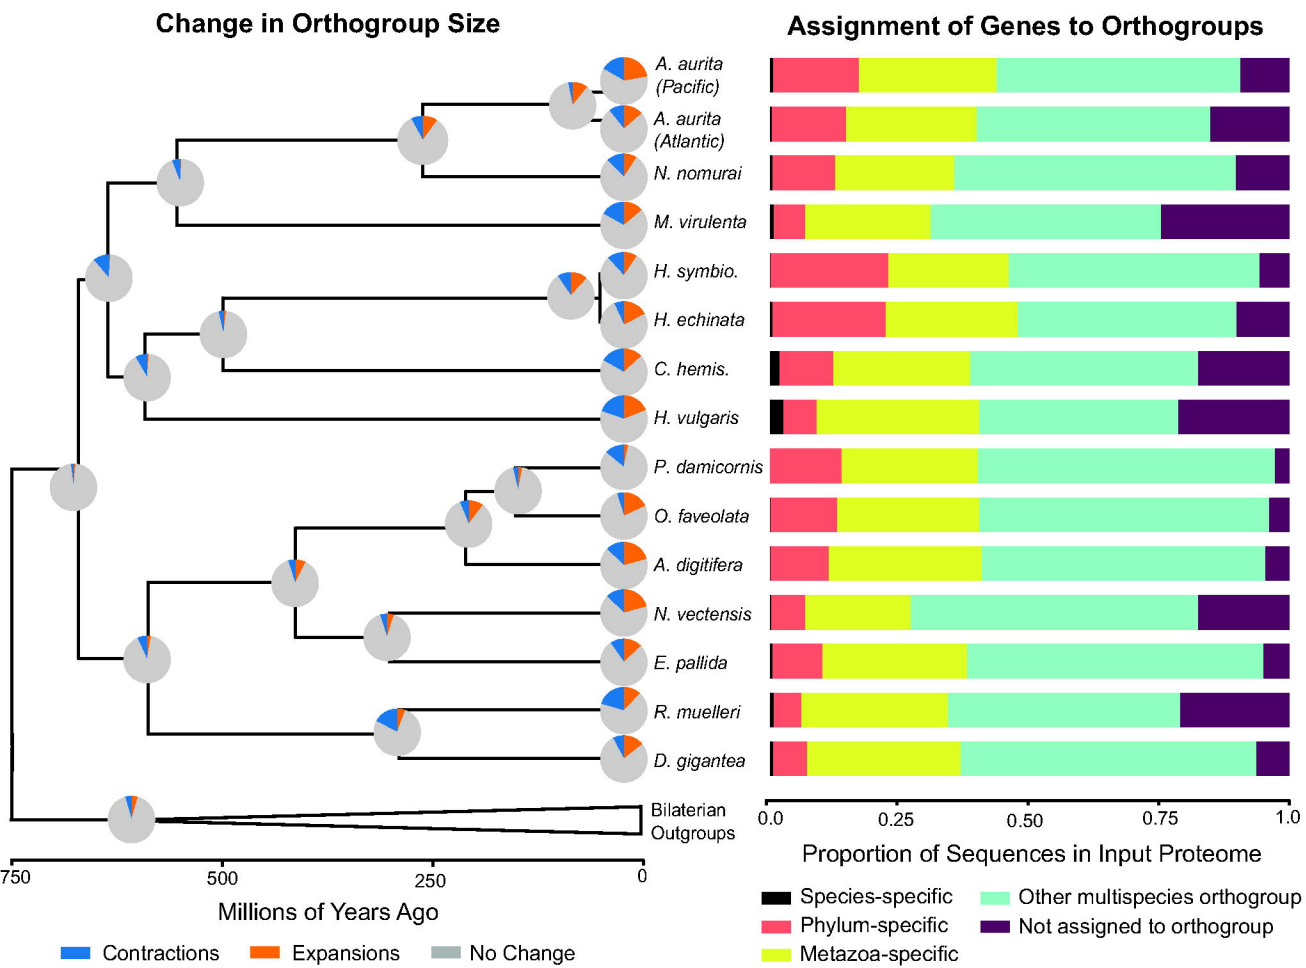 Change in Orthogroup Size
Assignment of Genes to Orthogroups
A. aurita
(Pacific)
A. aurita
(Atlantic)
N. nomurai
M. virulenta
H. symbio.
H. echinata
C. hemis.
H. vulgaris
P. damicornis
O. faveolata
A. digitifera
N. vectensis
E. pallida
R. muelleri
D. gigantea
Bilaterian
Outgroups
750 500 250 0
Millions of Years Ago
Contractions Expansions No Change
0.0 0.25 0.50 0.75 1.0
Proportion of Sequences in Input Proteome
Species-specific Other multispecies orthogroup
Phylum-specific Not assigned to orthogroup
Metazoa-specific